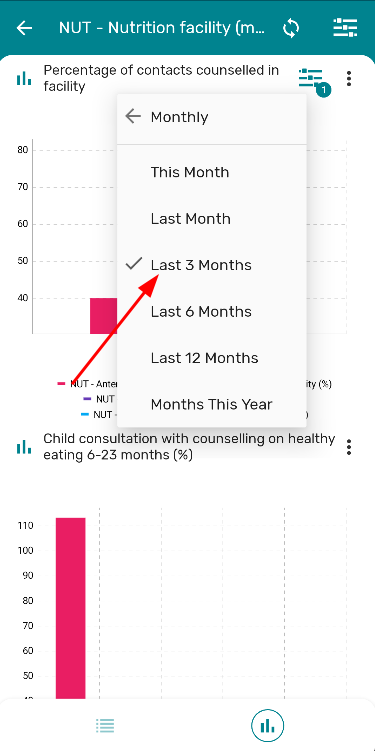 NUT - Nutrition facility (m...
Percentage of contacts counselled in
facility
1
Monthly
This Month
Last Month
Last 3 Months
Last 6 Months
Last 12 Months
Months This Year
80
70
60
50
40
NUT - Anter
ity (%)
NUT
NUT -
)
Child consultation with counselling on healthy
eating 6-23 months (%)
110
100
90
80
70
60
50
40